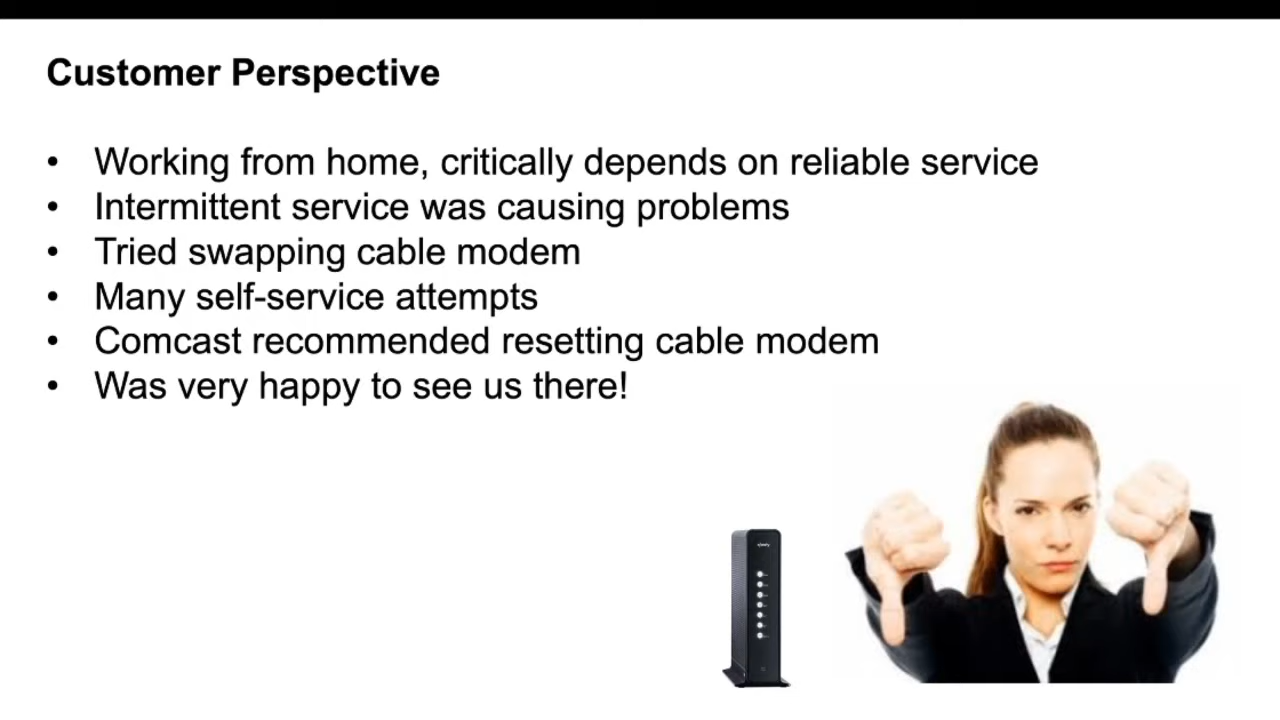 Customer Perspective
• Working from home, critically depends on reliable service
• Intermittent service was causing problems
• Tried swapping cable modem
• Many self-service attempts
• Comcast recommended resetting cable modem
• Was very happy to see us there!
xfinity